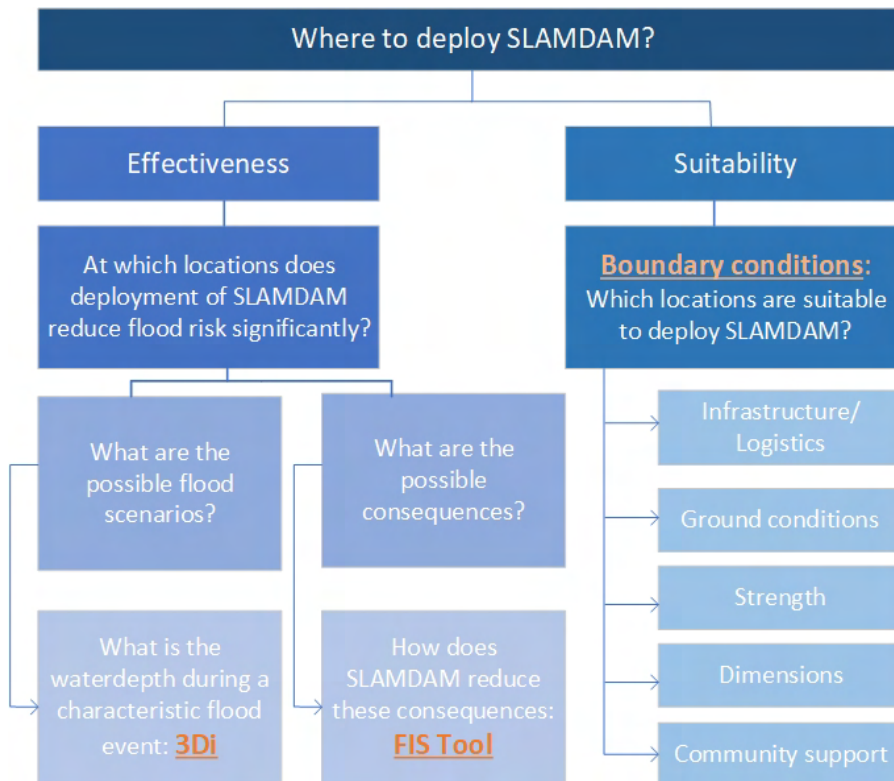 Where to deploy SLAMDAM?
Effectiveness
Suitability
At which locations does
deployment of SLAMDAM
reduce flood risk significantly?
Boundary conditions:
Which locations are suitable
to deploy SLAMDAM?
What are the
possible flood
scenarios?
What are the
possible
consequences?
What is the
waterdepth during a
characteristic flood
event: 3Di
How does
SLAMDAM reduce
these consequences:
FIS Tool
Infrastructure/
Logistics
Ground conditions
Strength
Dimensions
Community support